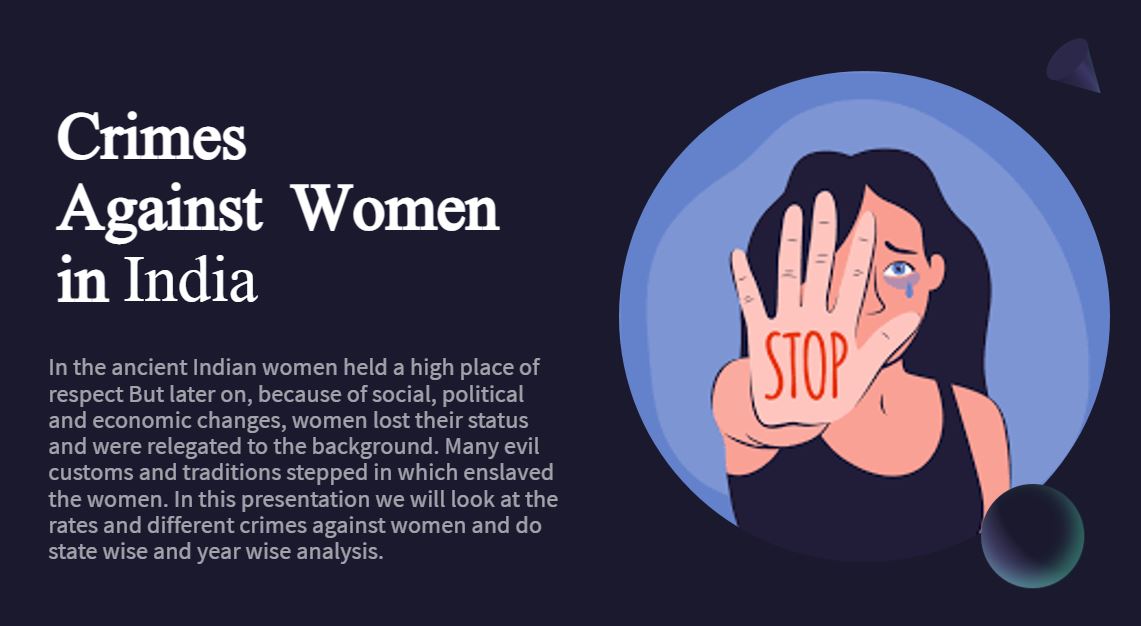 Crimes
Against Women
in India
In the ancient Indian women held a high place of
respect But later on, because of social, political
and economic changes, women lost their status
and were relegated to the background. Many evil
customs and traditions stepped in which enslaved
the women. In this presentation we will look at the
rates and different crimes against women and do
state wise and year wise analysis.
STOP